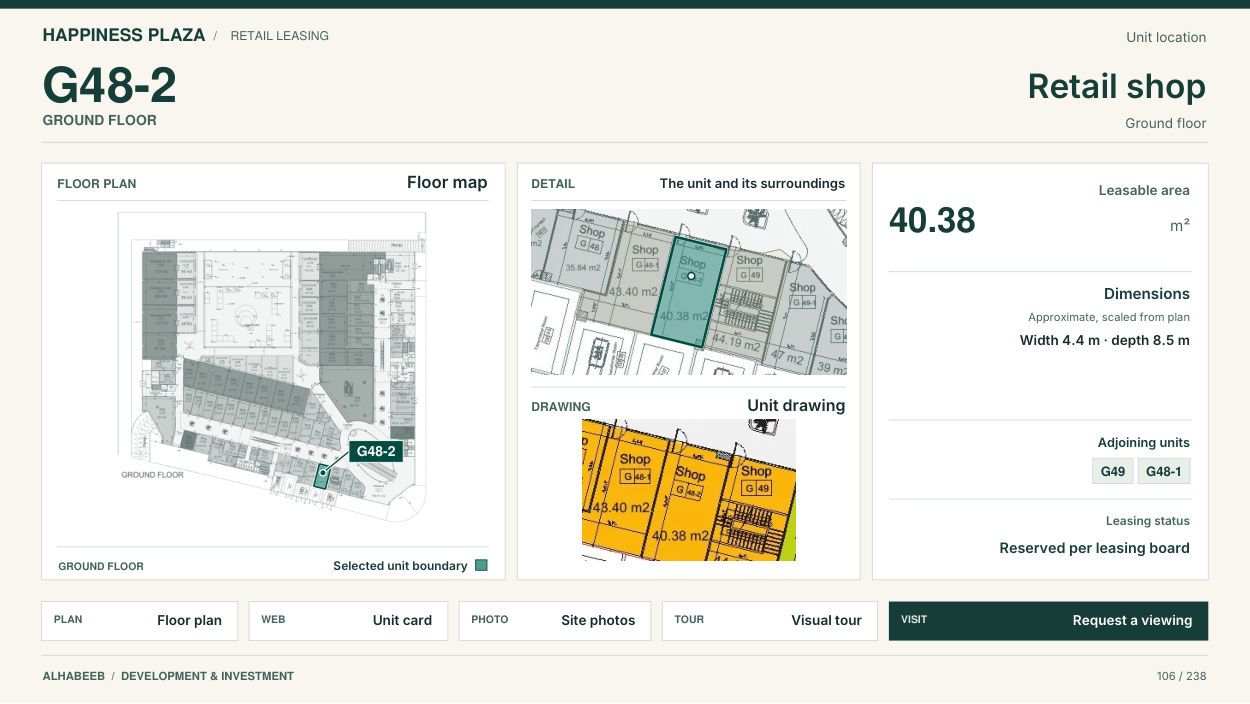 HAPPINESS PLAZA / RETAIL LEASING
Unit location
G48-2
Retail shop
GROUND FLOOR
Ground floor
FLOOR PLAN
Floor map
G48-2
GROUND FLOOR
GROUND FLOOR
Selected unit boundary
DETAIL
The unit and its surroundings
Shop
G 48
35.84 m2
m2
Shop
G 48-1
43.40 m2
Shop
40.38 m2
Shop
G 49
44.19 m2
Shop
G 49-1
47 m2
39 m2
DRAWING
Unit drawing
Shop
G 48-1
43.40 m2
Shop
G 48-2
40.38 m2
Shop
G 49
Leasable area
40.38
m²
Dimensions
Approximate, scaled from plan
Width 4.4 m · depth 8.5 m
Adjoining units
G49
G48-1
Leasing status
Reserved per leasing board
PLAN
Floor plan
WEB
Unit card
PHOTO
Site photos
TOUR
Visual tour
VISIT
Request a viewing
ALHABEEB / DEVELOPMENT & INVESTMENT
106 / 238